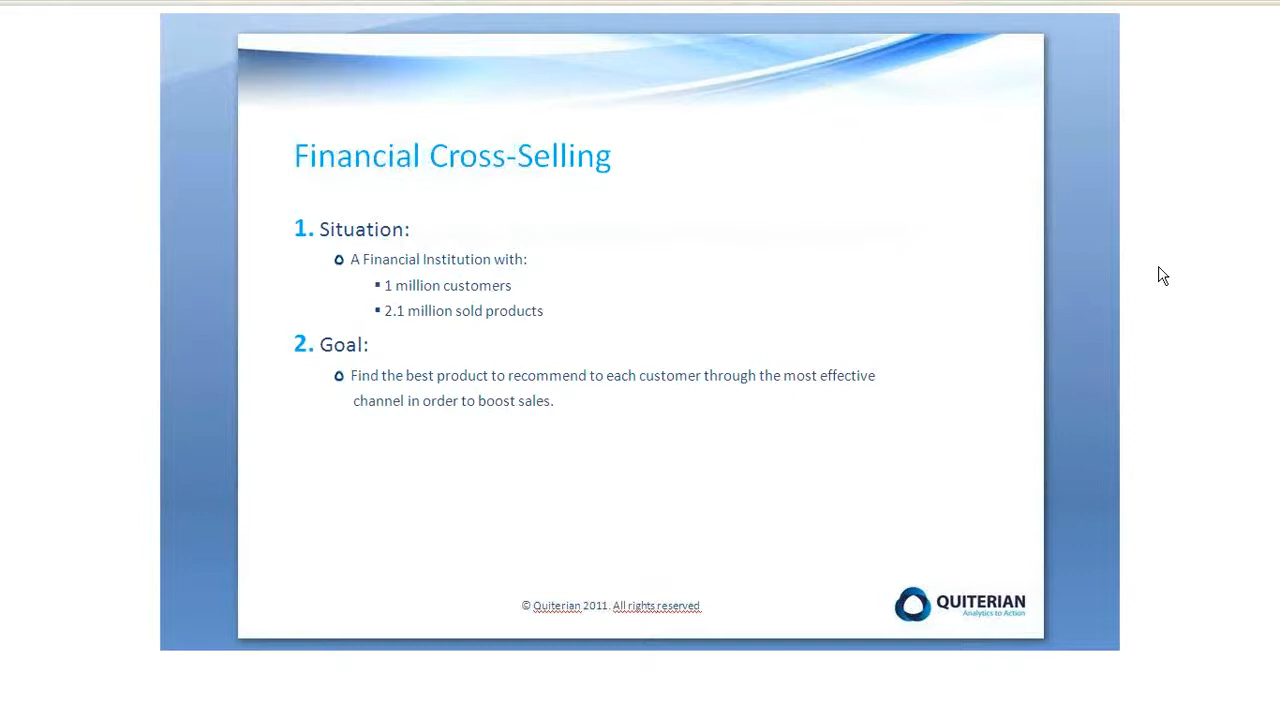 Financial Cross-Selling
1. Situation:
A Financial Institution with:
1 million customers
2.1 million sold products
2. Goal:
Find the best product to recommend to each customer through the most effective
channel in order to boost sales.
© Quiterian 2011. All rights reserved
QUITERIAN
Analytics to Action